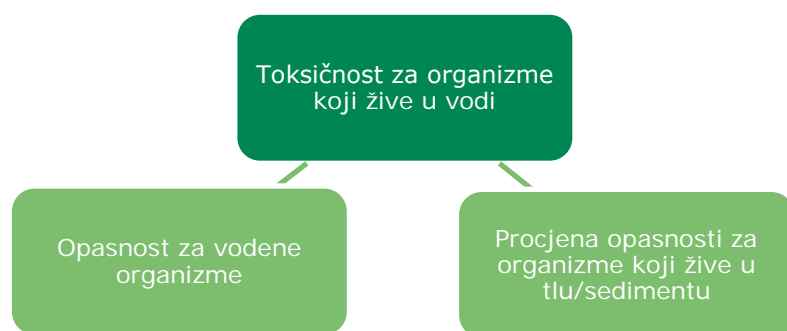 Toksičnost za organizme
koji žive u vodi
Opasnost za vodene
organizme
Procjena opasnosti za
organizme koji žive u
tlu/sedimentu